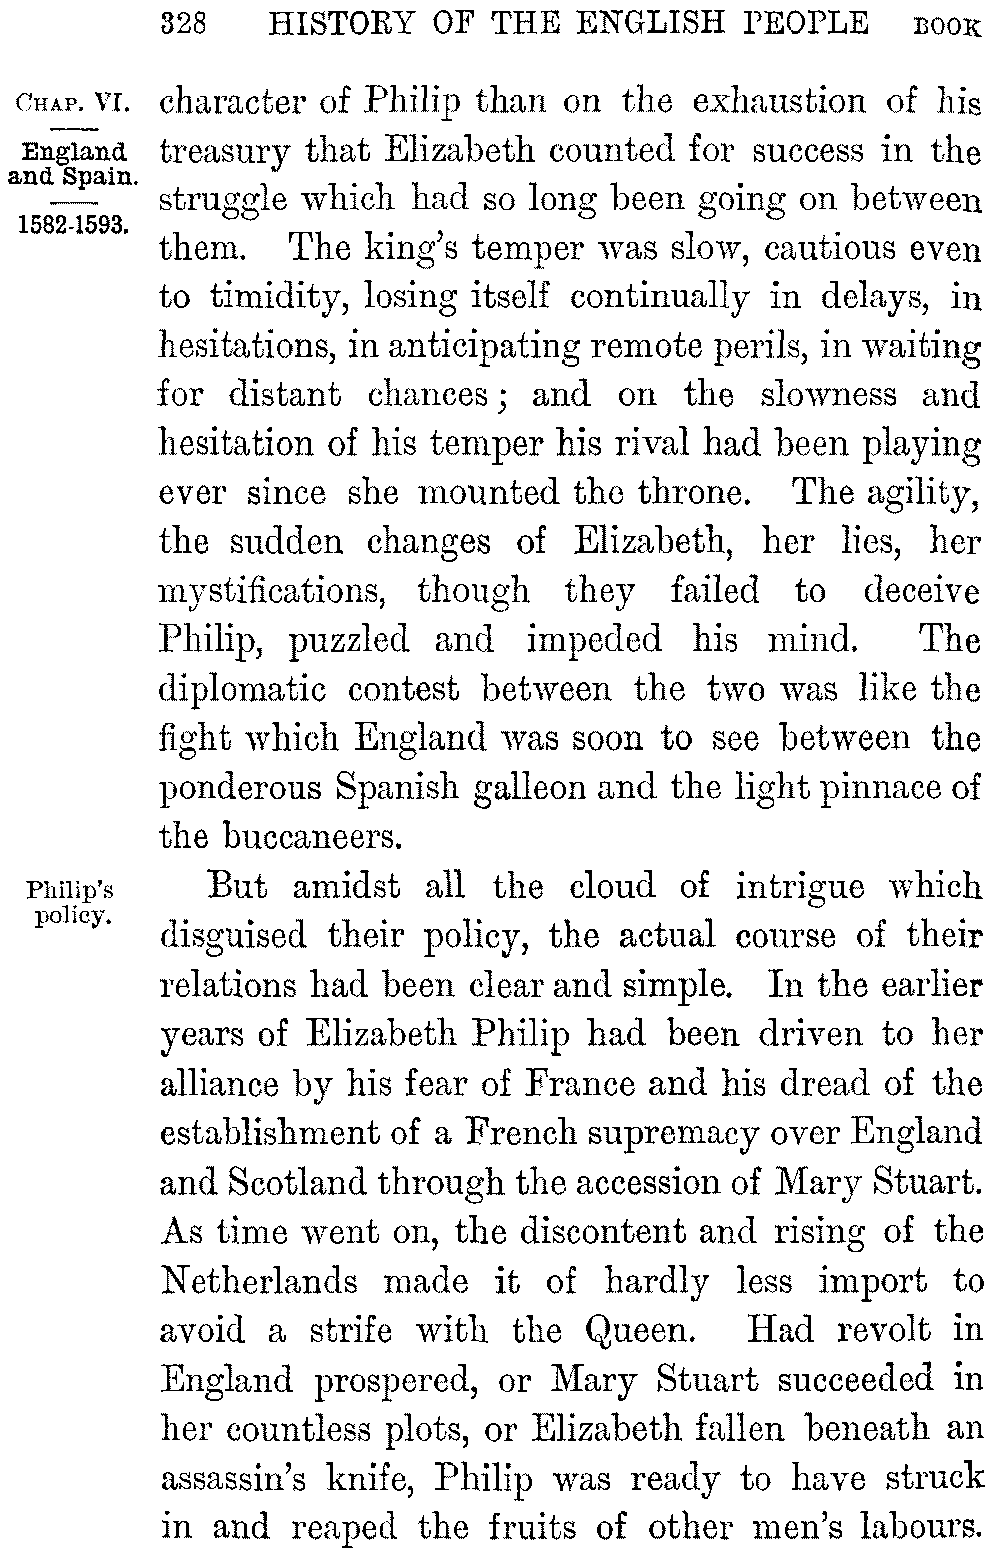 328 HISTORY OF THE ENGLISH PEOPLE BOOK
CHAP. VI.
England
and Spain.
1582-1593.
character of Philip than on the exhaustion of his
treasury that Elizabeth counted for success in the
struggle which had so long been going on between
them. The king's temper was slow, cautious even
to timidity, losing itself continually in delays, in
hesitations, in anticipating remote perils, in waiting
for distant chances; and on the slowness and
hesitation of his temper his rival had been playing
ever since she mounted the throne. The agility,
the sudden changes of Elizabeth, her lies, her
mystifications, though they failed to deceive
Philip, puzzled and impeded his mind. The
diplomatic contest between the two was like the
fight which England was soon to see between the
ponderous Spanish galleon and the light pinnace of
the buccaneers.
Philip's
policy.
But amidst all the cloud of intrigue which
disguised their policy, the actual course of their
relations had been clear and simple. In the earlier
years of Elizabeth Philip had been driven to her
alliance by his fear of France and his dread of the
establishment of a French supremacy over England
and Scotland through the accession of Mary Stuart.
As time went on, the discontent and rising of the
Netherlands made it of hardly less import to
avoid a strife with the Queen. Had revolt in
England prospered, or Mary Stuart succeeded in
her countless plots, or Elizabeth fallen beneath an
assassin's knife, Philip was ready to have struck
in and reaped the fruits of other men's labours.